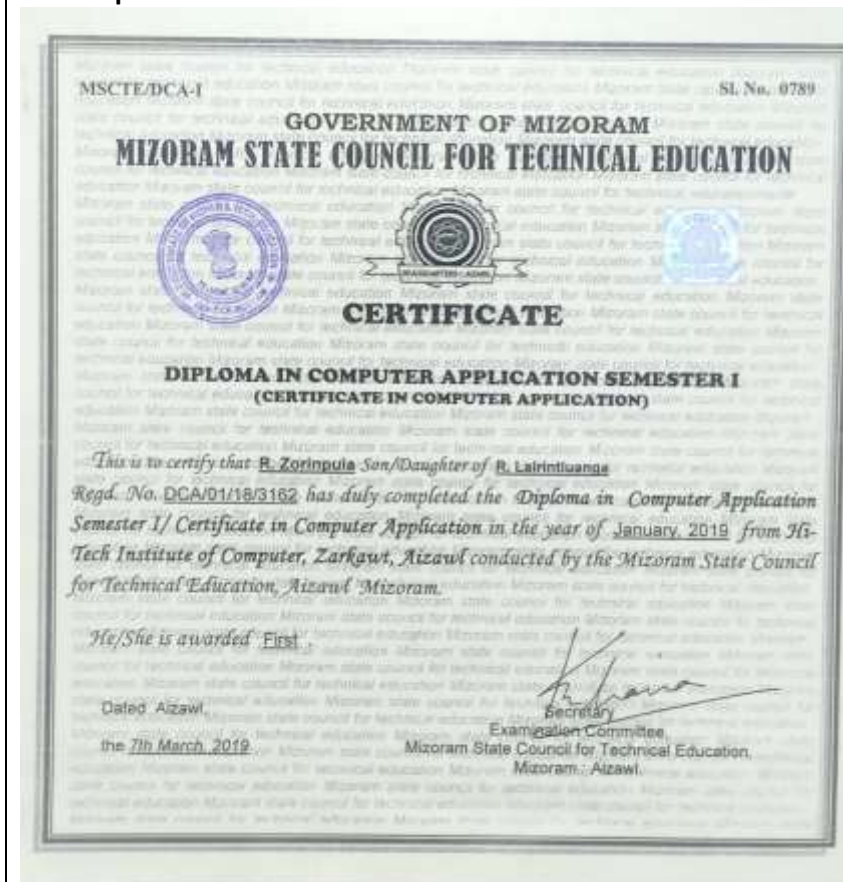 MSCTE/DCA-I
Sl. No. 0789
GOVERNMENT OF MIZORAM
MIZORAM STATE COUNCIL FOR TECHNICAL EDUCATION
HEADQUARTERS : AIZAWL
CERTIFICATE
DIPLOMA IN COMPUTER APPLICATION SEMESTER I
(CERTIFICATE IN COMPUTER APPLICATION)
This is to certify that R. Zorinpuia Son/Daughter of R. Lalrintluanga
Regd. No. DCA/01/18/3162 has duly completed the Diploma in Computer Application
Semester I/ Certificate in Computer Application in the year of January, 2019 from Hi-
Tech Institute of Computer, Zarkawt, Aizawl conducted by the Mizoram State Council
for Technical Education, Aizawl Mizoram.
He/She is awarded First ,
Dated Aizawl,
the 7th March, 2019
Secretary
Examination Committee
Mizoram State Council for Technical Education,
Mizoram : Aizawl.